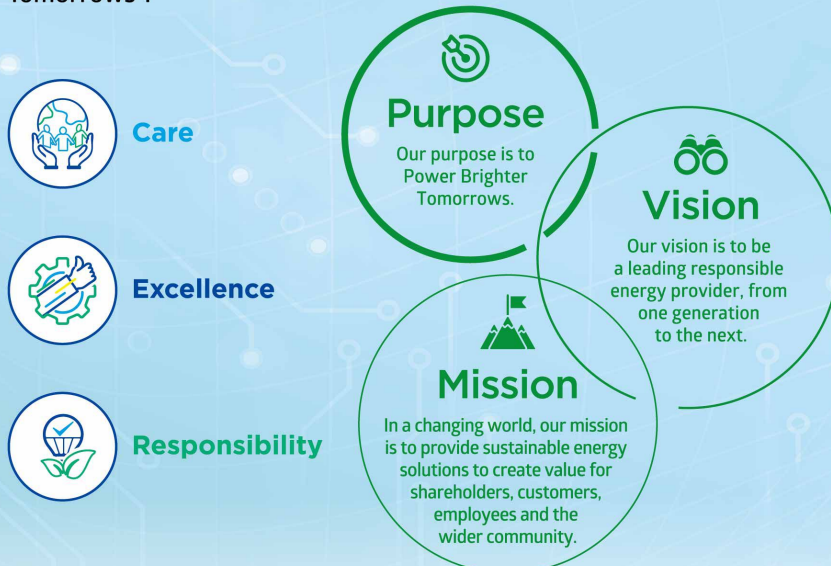 Tomorrows".
Care
Excellence
Responsibility
Purpose
Our purpose is to
Power Brighter
Tomorrows.
Vision
Our vision is to be
a leading responsible
energy provider, from
one generation
to the next.
Mission
In a changing world, our mission
is to provide sustainable energy
solutions to create value for
shareholders, customers,
employees and the
wider community.